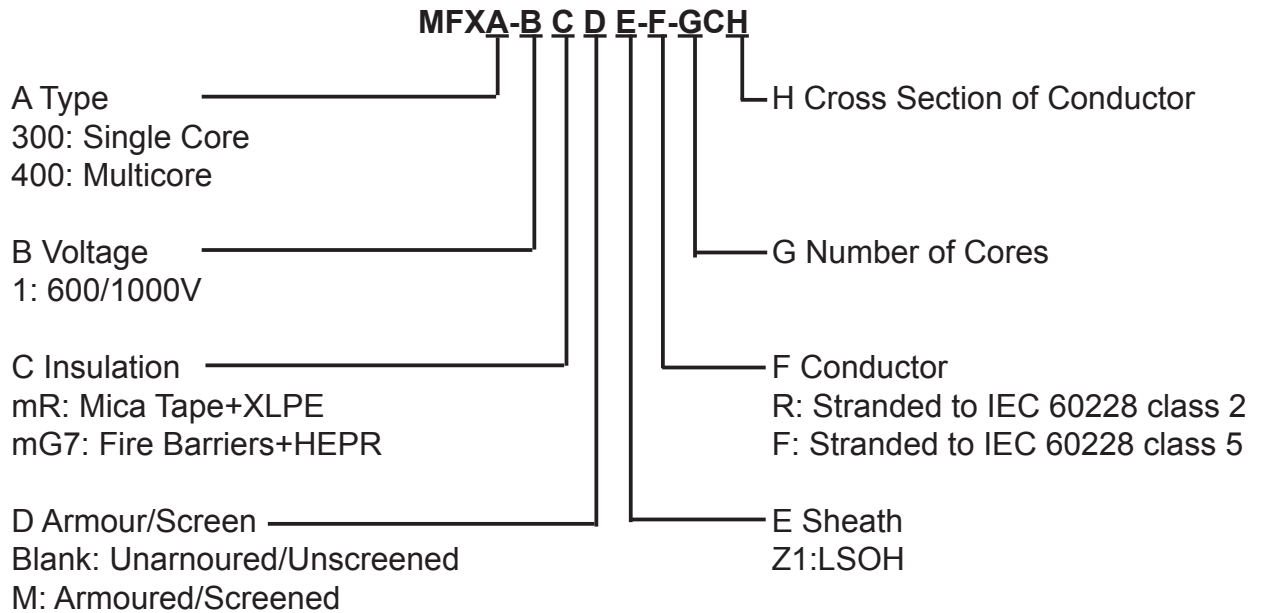 MFXA-B C D E-F-GCH
A Type
300: Single Core
400: Multicore
B Voltage
1: 600/1000V
C Insulation
mR: Mica Tape+XLPE
mG7: Fire Barriers+HEPR
D Armour/Screen
Blank: Unarnoured/Unscreened
M: Armoured/Screened
H Cross Section of Conductor
G Number of Cores
F Conductor
R: Stranded to IEC 60228 class 2
F: Stranded to IEC 60228 class 5
E Sheath
Z1:LSOH